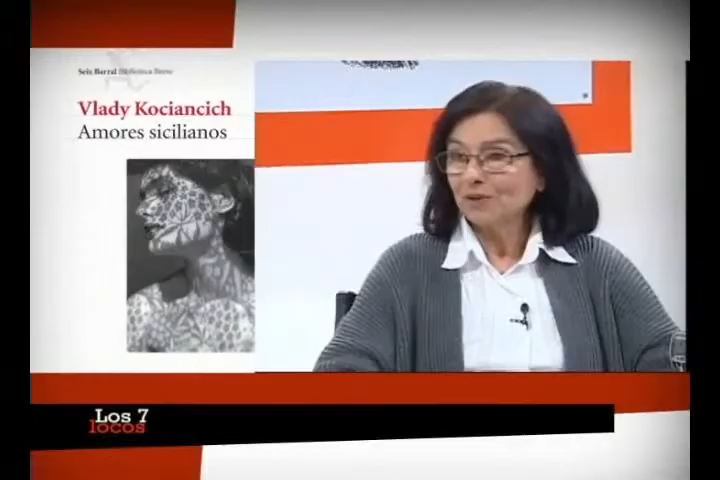 Seix Barral Biblioteca Breve
Vlady Kociancich
Amores sicilianos
Los 7
locos